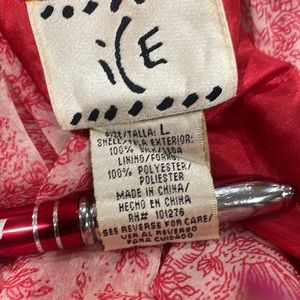 iCE
SIZE/TALLA: L
SHELL/TELA EXTERIOR:
100% SILK/SEDA
LINING/FORRO:
100% POLYESTER/
POLIESTER
MADE IN CHINA/
HECHO EN CHINA
RN# 101276
SEE REVERSE FOR CARE/
VER AL REVERSO
PARA CUIDADO